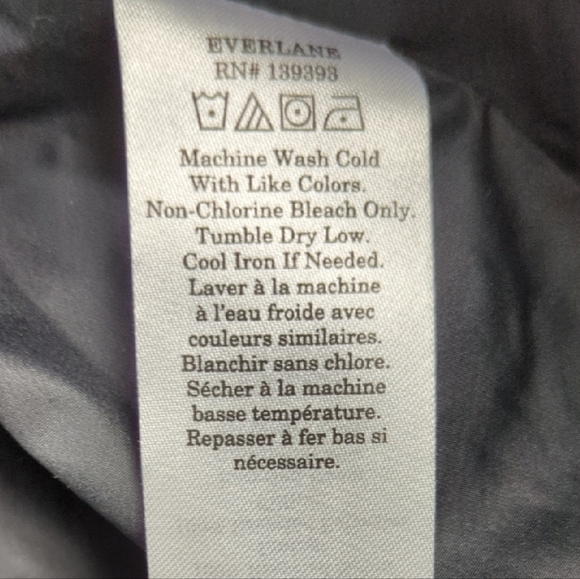 EVERLANE
RN# 139393
Machine Wash Cold
With Like Colors.
Non-Chlorine Bleach Only.
Tumble Dry Low.
Cool Iron If Needed.
Laver à la machine
à l'eau froide avec
couleurs similaires.
Blanchir sans chlore.
Sécher à la machine
basse température.
Repasser à fer bas si
nécessaire.